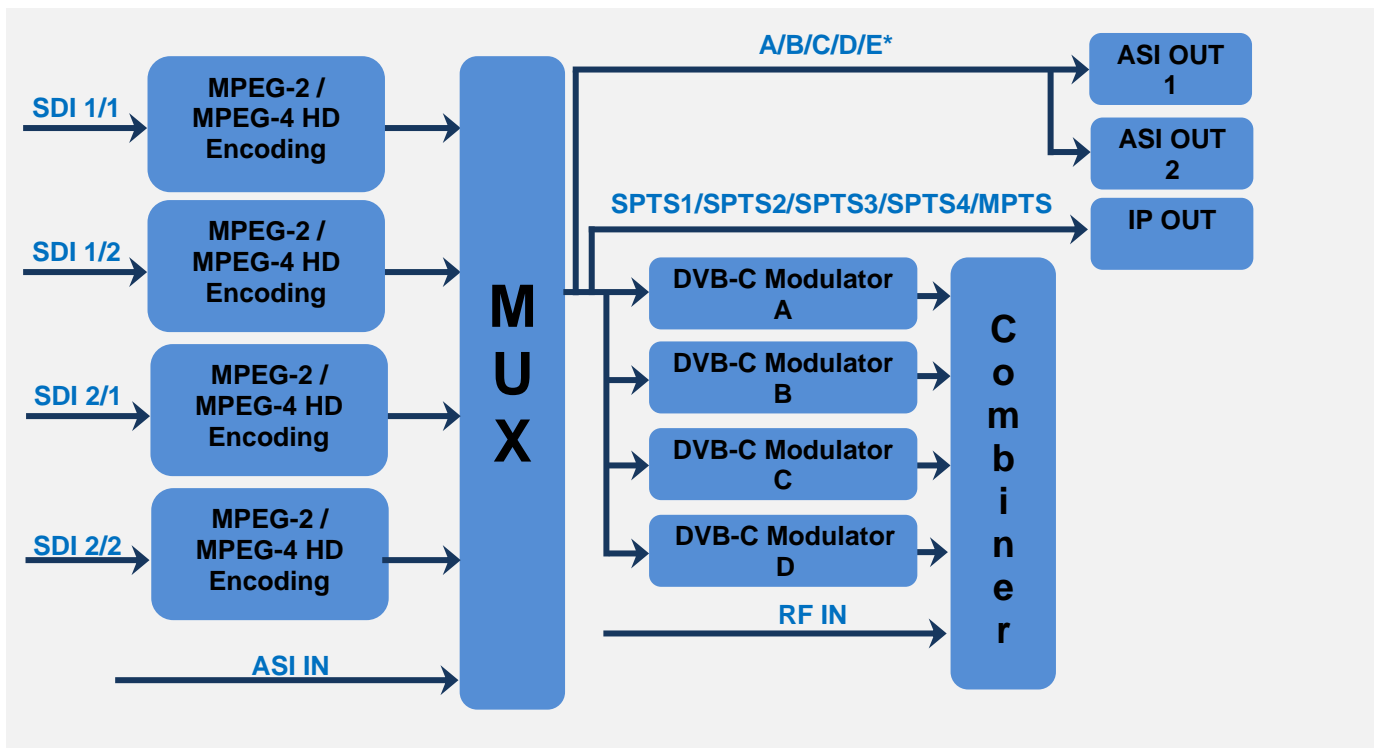 SDI 1/1
MPEG-2 /
MPEG-4 HD
Encoding
SDI 1/2
MPEG-2 /
MPEG-4 HD
Encoding
SDI 2/1
MPEG-2 /
MPEG-4 HD
Encoding
SDI 2/2
MPEG-2 /
MPEG-4 HD
Encoding
ASI IN
M
U
X
A/B/C/D/E*
ASI OUT
1
ASI OUT
2
SPTS1/SPTS2/SPTS3/SPTS4/MPTS
IP OUT
DVB-C Modulator
A
DVB-C Modulator
B
DVB-C Modulator
C
DVB-C Modulator
D
RF IN
C
o
m
b
i
n
e
r